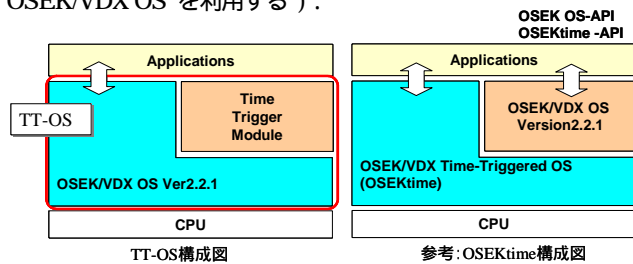 OSEK/VDX OS を利用する）.
OSEK OS-API
OSEKtime -API
Applications
TT-OS
Time
Trigger
Module
OSEK/VDX OS Ver2.2.1
CPU
TT-OS構成図
Applications
OSEK/VDX OS
Version2.2.1
OSEK/VDX Time-Triggered OS
(OSEKtime)
CPU
参考：OSEKtime構成図